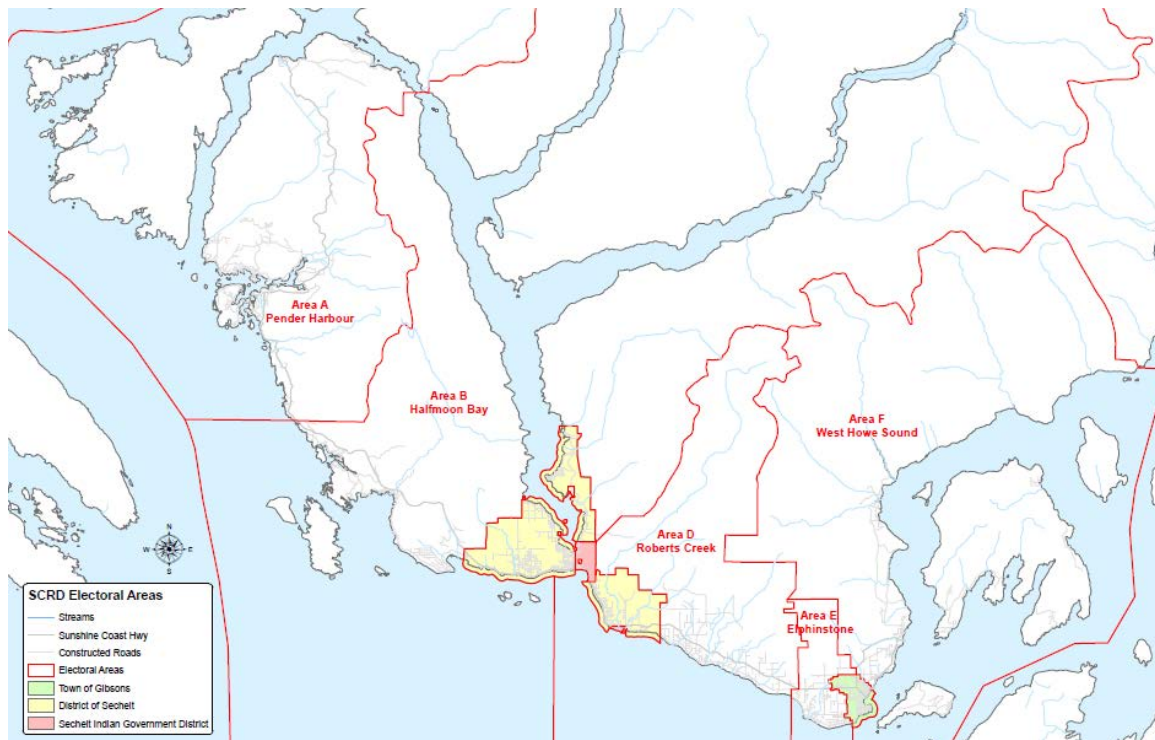 Area A
Pender Harbour
Area B
Halfmoon Bay
Area F
West Howe Sound
Area D
Roberts Creek
Area E
Elphinstone
N
W
E
S
SCRD Electoral Areas
Streams
Sunshine Coast Hwy
Constructed Roads
Electoral Areas
Town of Gibsons
District of Sechelt
Sechelt Indian Government District